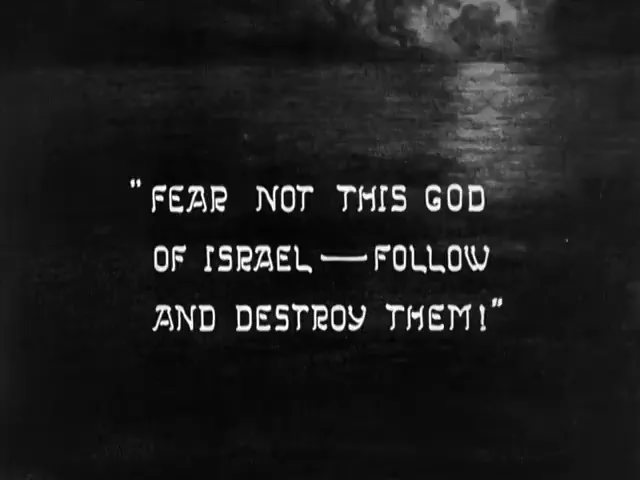 "FEAR NOT THIS GOD
OF ISRAEL—FOLLOW
AND DESTROY THEM!"